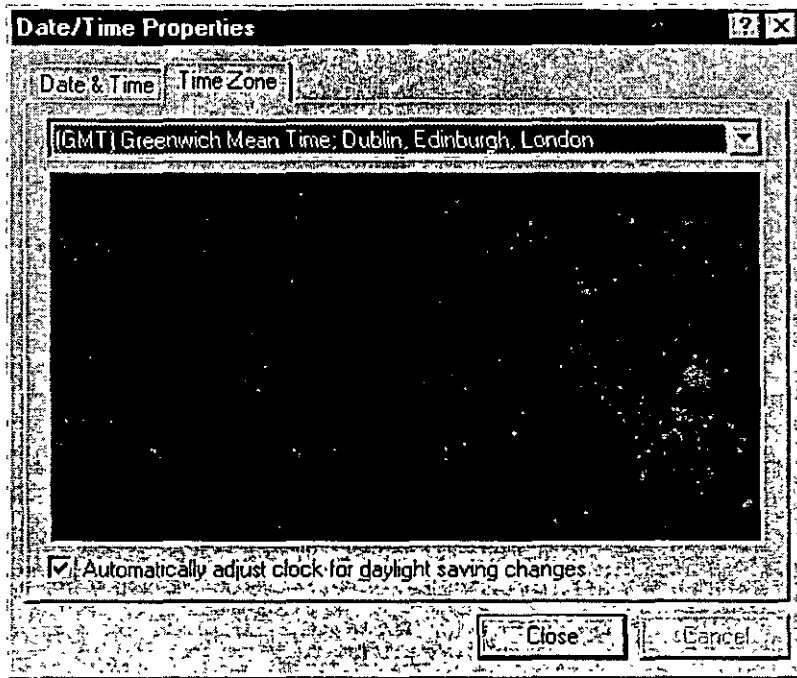 Date/Time Properties
Date & Time
Time Zone
(GMT) Greenwich Mean Time; Dublin, Edinburgh, London
Automatically adjust clock for daylight saving changes
Close
Cancel